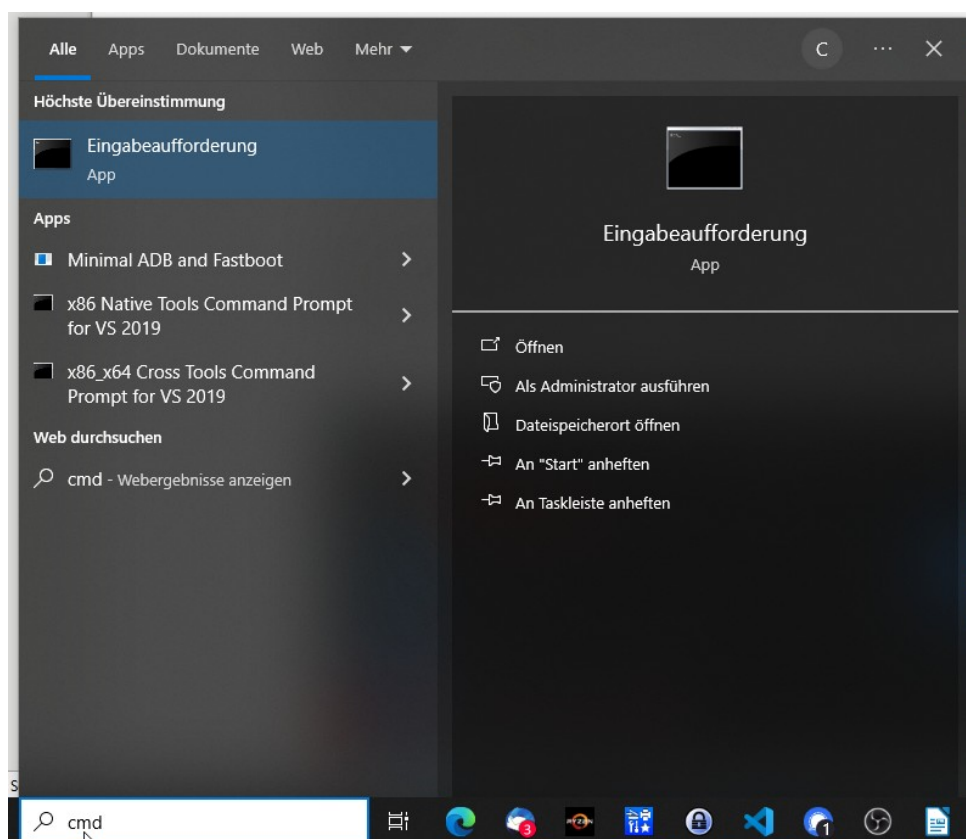 Alle Apps Dokumente Web Mehr
C
Höchste Übereinstimmung
Eingabeaufforderung
App
Apps
Minimal ADB and Fastboot
x86 Native Tools Command Prompt
for VS 2019
x86_x64 Cross Tools Command
Prompt for VS 2019
Web durchsuchen
cmd - Webergebnisse anzeigen
Eingabeaufforderung
App
Öffnen
Als Administrator ausführen
Dateispeicherort öffnen
An "Start" anheften
An Taskleiste anheften
S
cmd
3
1